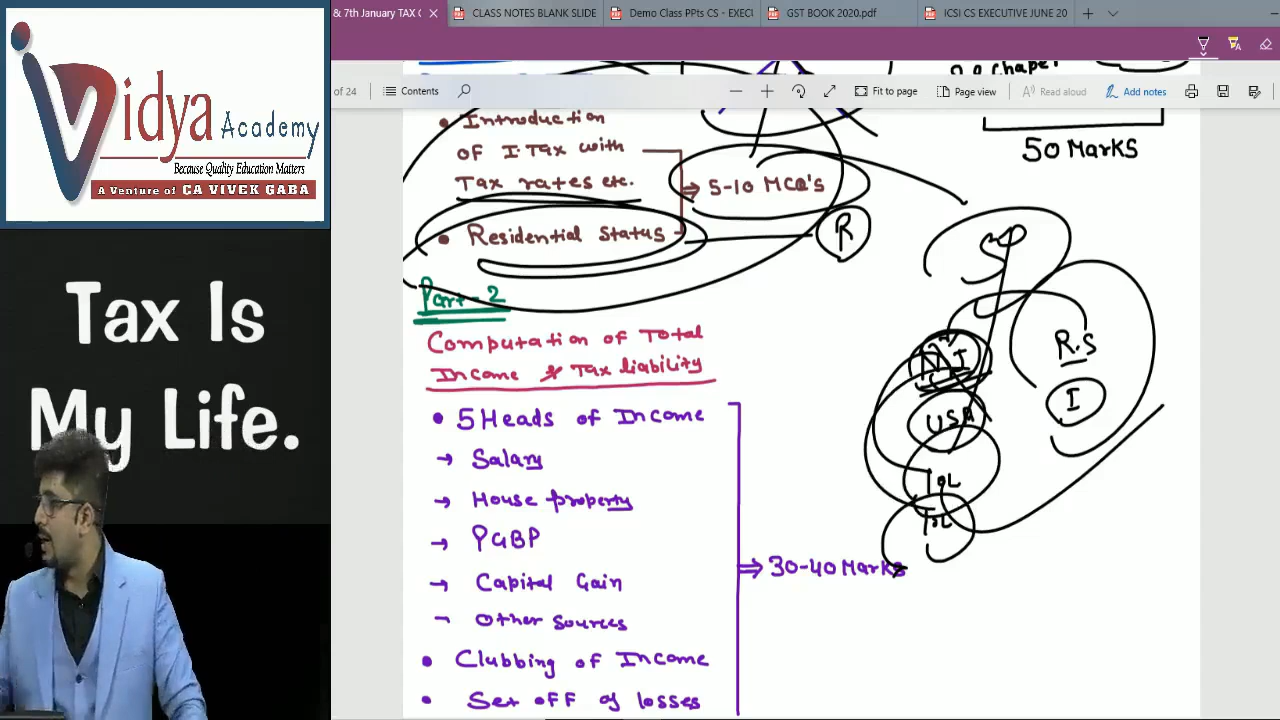 Vidya Academy
Because Quality Education Matters
A Venture of CA VIVEK GABA
Tax Is
My Life.
& 7th January TAX C
CLASS NOTES BLANK SLIDE
Demo Class PPts CS - EXECU
GST BOOK 2020.pdf
ICSI CS EXECUTIVE JUNE 20
of 24
Contents
Fit to page
Page view
Read aloud
Add notes
• Introduction
of I.Tax with
Tax rates etc.
⇒ 5-10 MCQ's
• Residential Status
R
50 Marks
Part-2
Computation of Total
Income & Tax liability
• 5 Heads of Income
→ Salary
→ House property
→ PGBP
→ Capital Gain
- Other sources
• Clubbing of Income
• Set off of losses
⇒ 30-40 Marks
R.S
I
USA